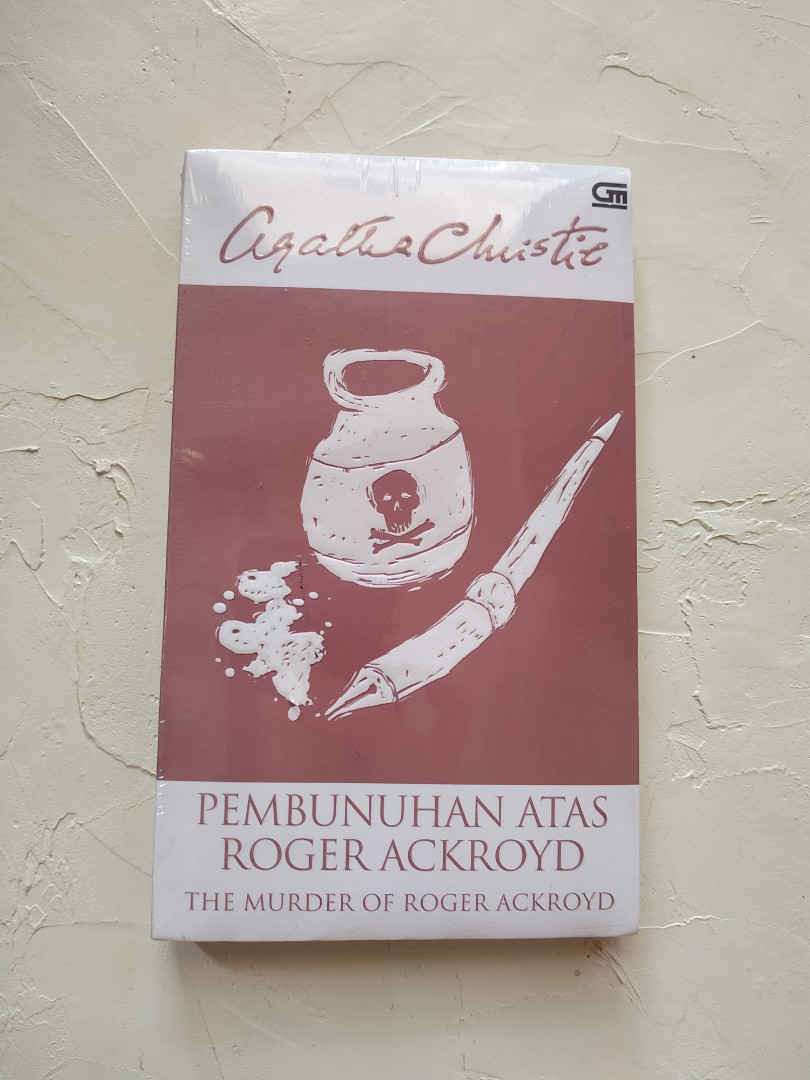 GM
Agatha Christie
PEMBUNUHAN ATAS
ROGER ACKROYD
THE MURDER OF ROGER ACKROYD